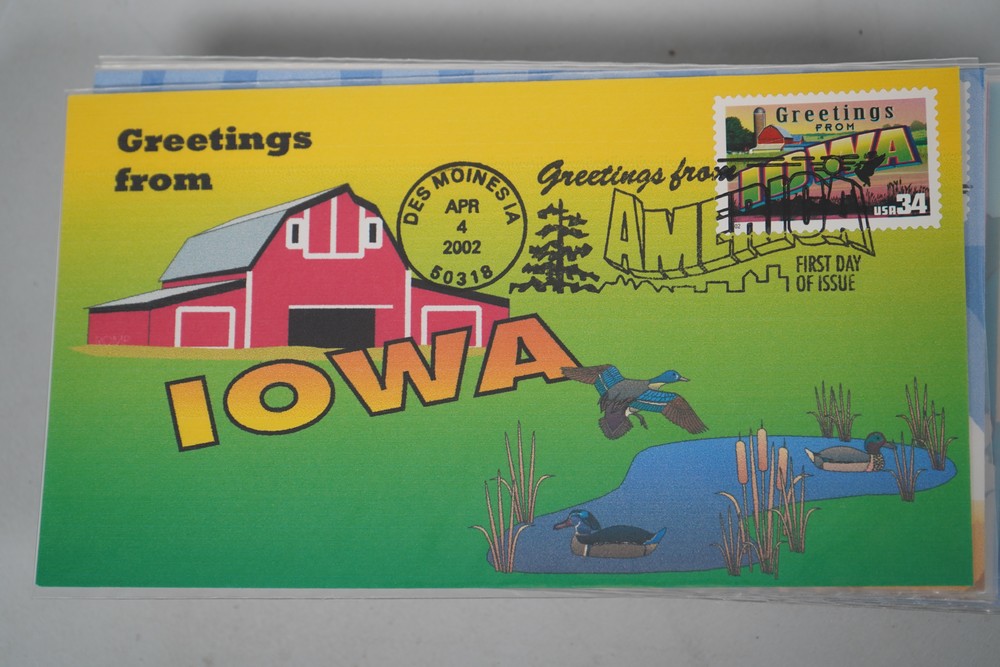 Greetings
from
IOWA
DES MOINES IA
APR
4
2002
50318
Greetings from
AMERICA
FIRST DAY
OF ISSUE
Greetings
FROM
IOWA
USA 34